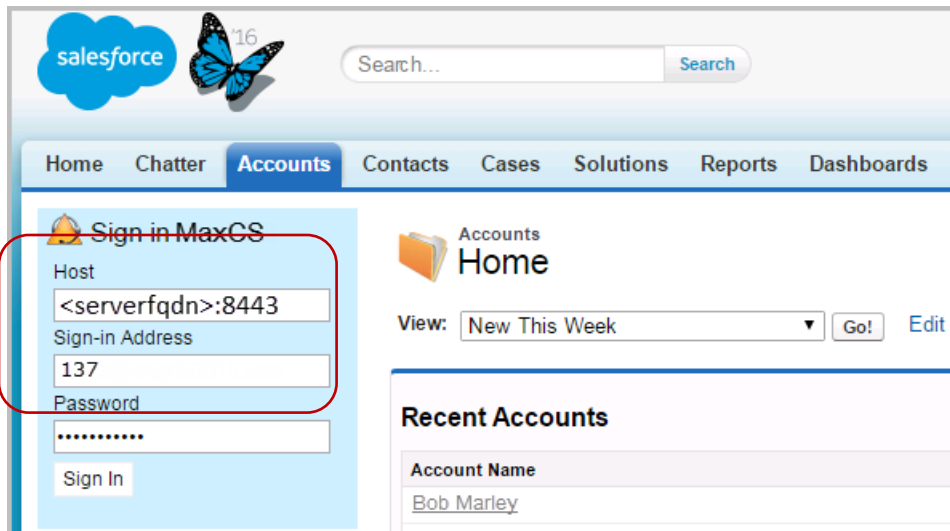 salesforce
'16
Search...
Search
Home Chatter Accounts Contacts Cases Solutions Reports Dashboards
Sign in MaxCS
Host
<serverfqdn>:8443
Sign-in Address
137
Password
•••••••••••
Sign In
Accounts
Home
View: New This Week Go! Edit
Recent Accounts
Account Name
Bob Marley